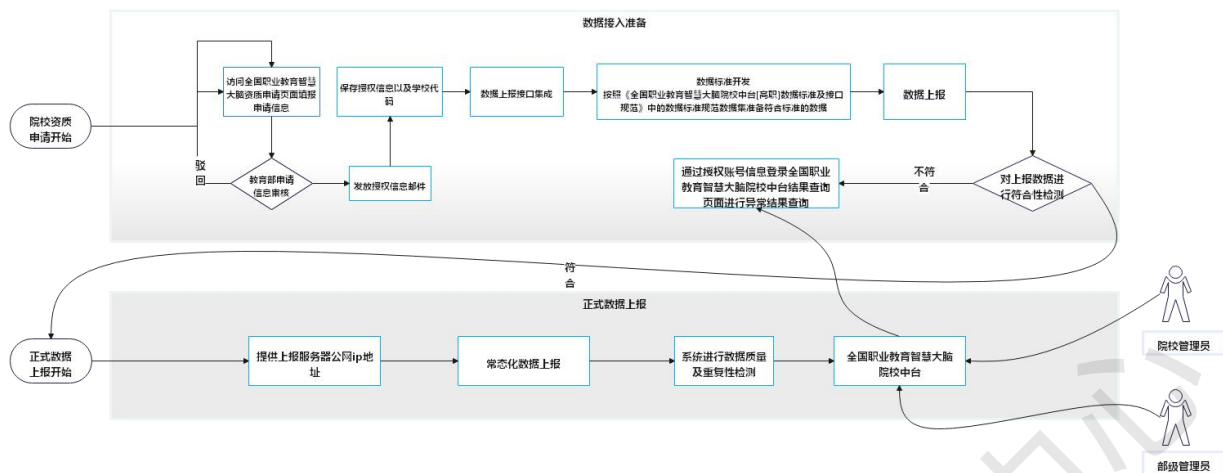 数据接入准备
院校资质
申请开始
访问全国职业教育智慧
大脑资质申请页面填报
申请信息
驳
回
教育部申请
信息审核
发放授权信息邮件
保存授权信息以及学校代
码
数据上报接口集成
数据标准开发
按照《全国职业教育智慧大脑院校中台[高职]数据标准及接口
规范》中的数据标准规范数据集准备符合标准的数据
数据上报
对上报数据进
行符合性检测
不符
合
通过授权账号信息登录全国职业
教育智慧大脑院校中台结果查询
页面进行异常结果查询
符
合
正式数据上报
正式数据
上报开始
提供上报服务器公网ip地
址
常态化数据上报
系统进行数据质量
及重复性检测
全国职业教育智慧大脑
院校中台
院校管理员
部级管理员
中心